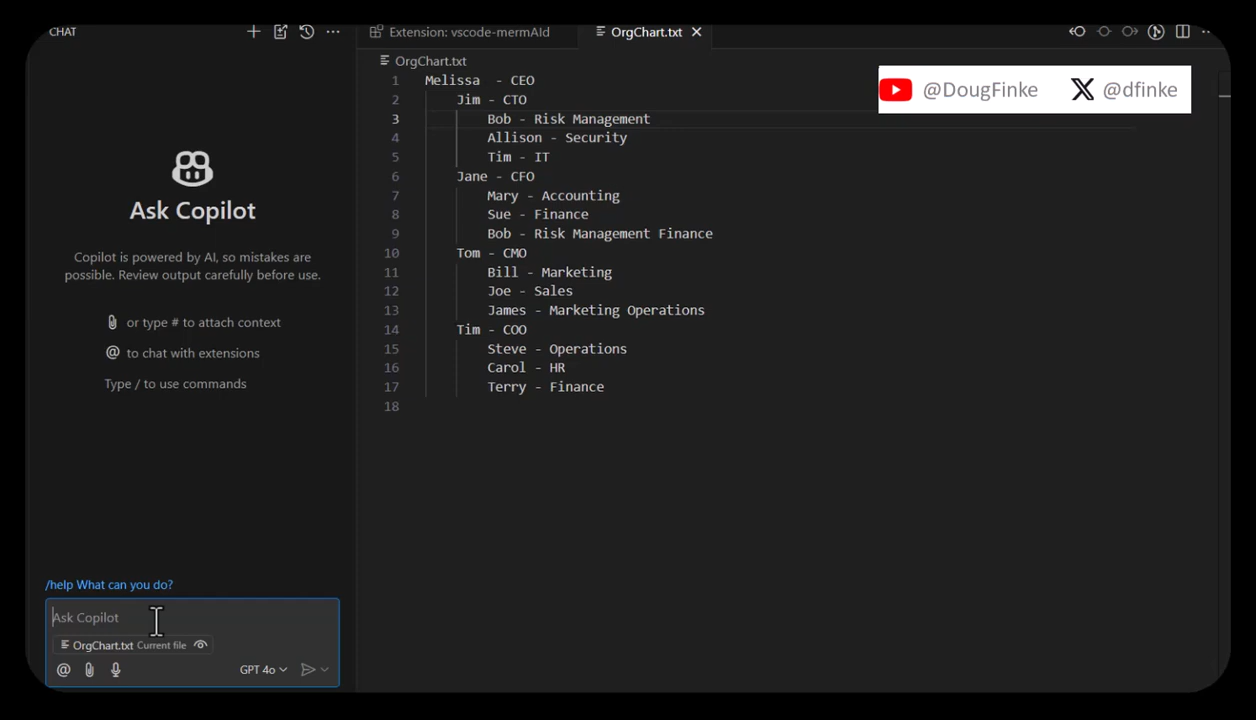 CHAT
Extension: vscode-mermAId
OrgChart.txt
OrgChart.txt
@DougFinke @dfinke
1 Melissa  - CEO
2 Jim - CTO
3 Bob - Risk Management
4 Allison - Security
5 Tim - IT
6 Jane - CFO
7 Mary - Accounting
8 Sue - Finance
9 Bob - Risk Management Finance
10 Tom - CMO
11 Bill - Marketing
12 Joe - Sales
13 James - Marketing Operations
14 Tim - COO
15 Steve - Operations
16 Carol - HR
17 Terry - Finance
18
Ask Copilot
Copilot is powered by AI, so mistakes are
possible. Review output carefully before use.
or type # to attach context
@ to chat with extensions
Type / to use commands
/help What can you do?
Ask Copilot
OrgChart.txt Current file
@ GPT 4o